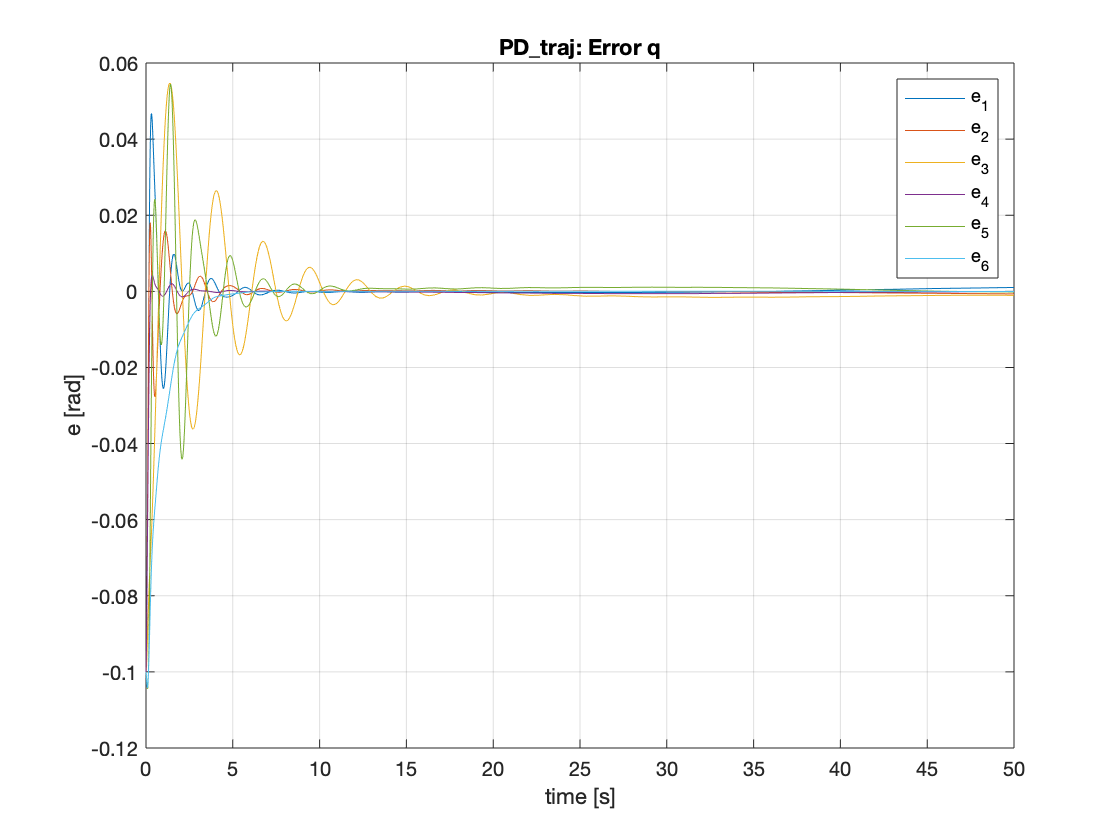 PD_traj: Error q
0.06
0.04
0.02
0
-0.02
-0.04
-0.06
-0.08
-0.1
-0.12
e [rad]
0 5 10 15 20 25 30 35 40 45 50
time [s]
e1
e2
e3
e4
e5
e6